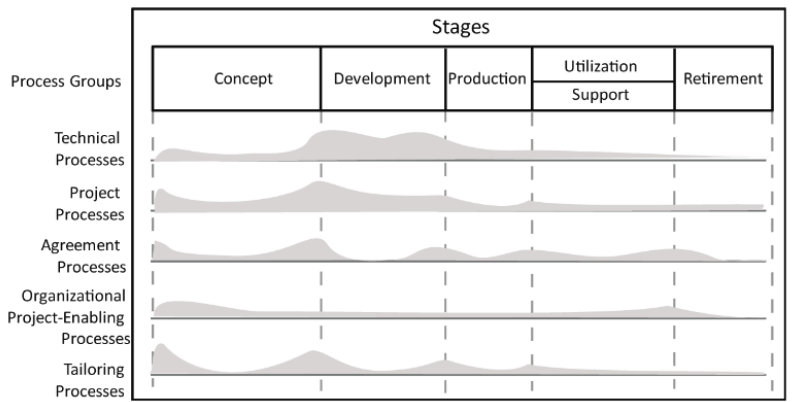 Stages
Process Groups
Concept
Development
Production
Utilization
Support
Retirement
Technical
Processes
Project
Processes
Agreement
Processes
Organizational
Project-Enabling
Processes
Tailoring
Processes